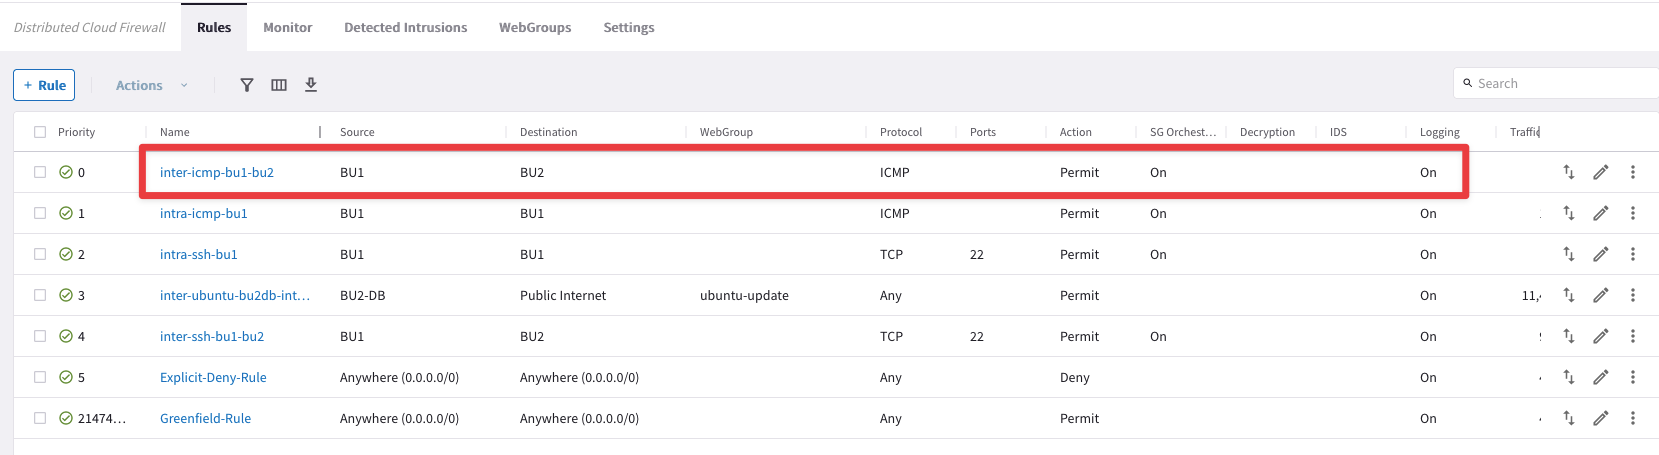 Distributed Cloud Firewall Rules Monitor Detected Intrusions WebGroups Settings
+ Rule Actions Search
Priority Name Source Destination WebGroup Protocol Ports Action SG Orchest... Decryption IDS Logging
0 inter-icmp-bu1-bu2 BU1 BU2 ICMP Permit On On
1 intra-icmp-bu1 BU1 BU1 ICMP Permit On On
2 intra-ssh-bu1 BU1 BU1 TCP 22 Permit On On
3 inter-ubuntu-bu2db-int... BU2-DB Public Internet ubuntu-update Any Permit On 11,
4 inter-ssh-bu1-bu2 BU1 BU2 TCP 22 Permit On On
5 Explicit-Deny-Rule Anywhere (0.0.0.0/0) Anywhere (0.0.0.0/0) Any Deny On
21474... Greenfield-Rule Anywhere (0.0.0.0/0) Anywhere (0.0.0.0/0) Any Permit On